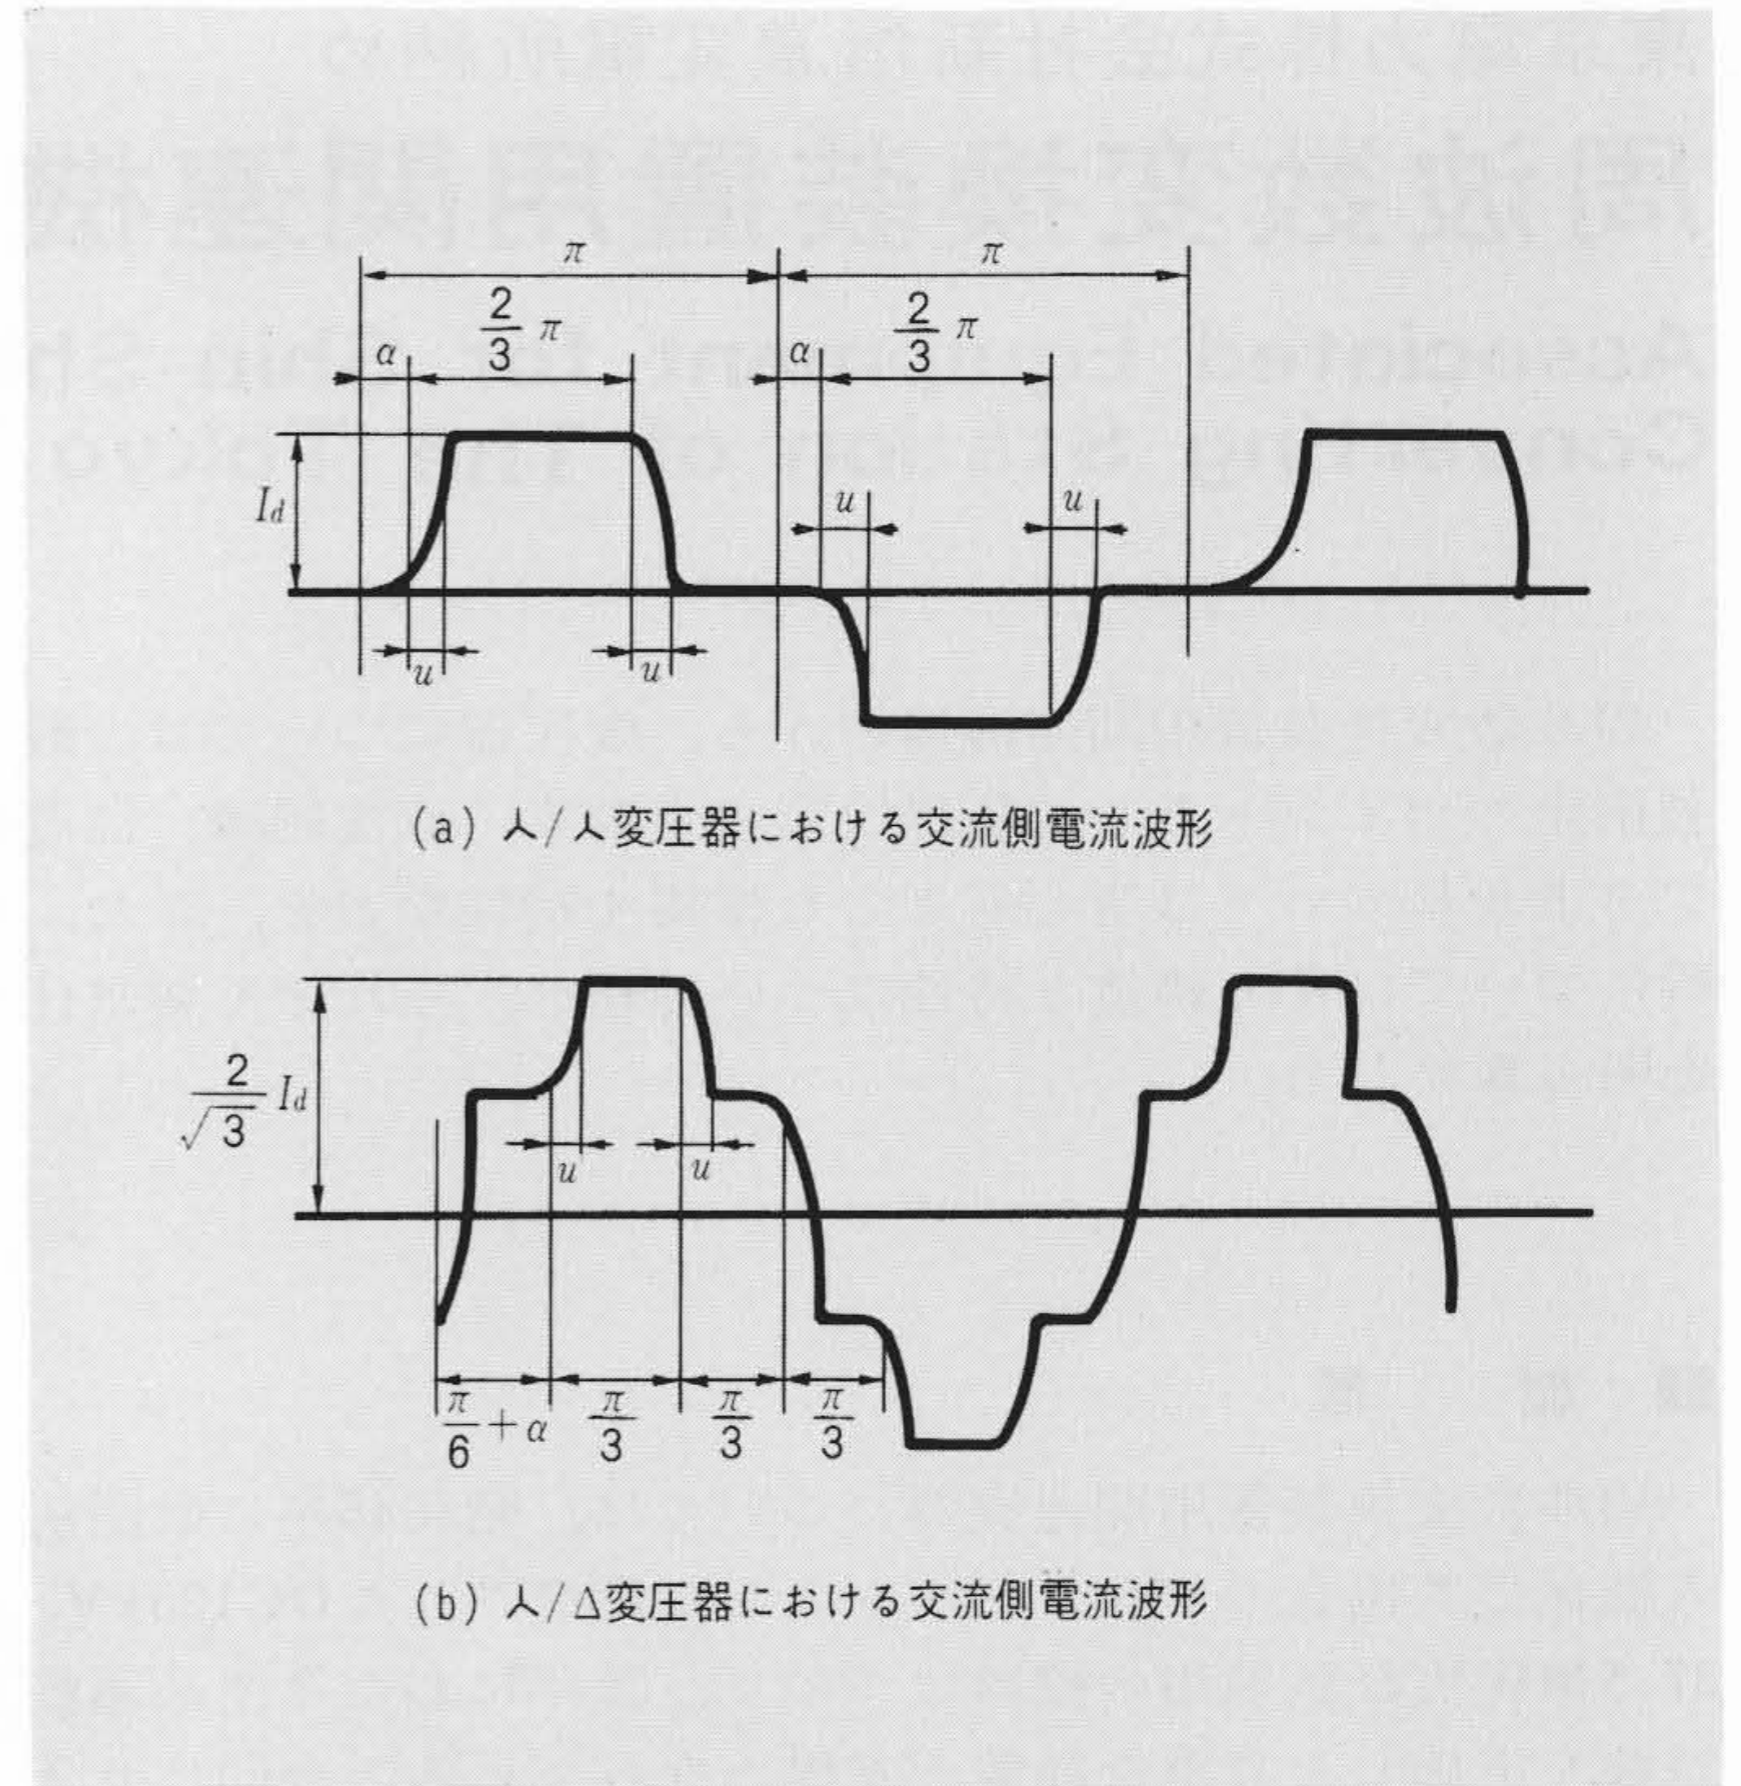 π π
2/3 π 2/3 π
α α
I_d
u u
u u
(a) 人/人変圧器における交流側電流波形
2/√3 I_d
u u
π/6+α π/3 π/3 π/3
(b) 人/Δ変圧器における交流側電流波形